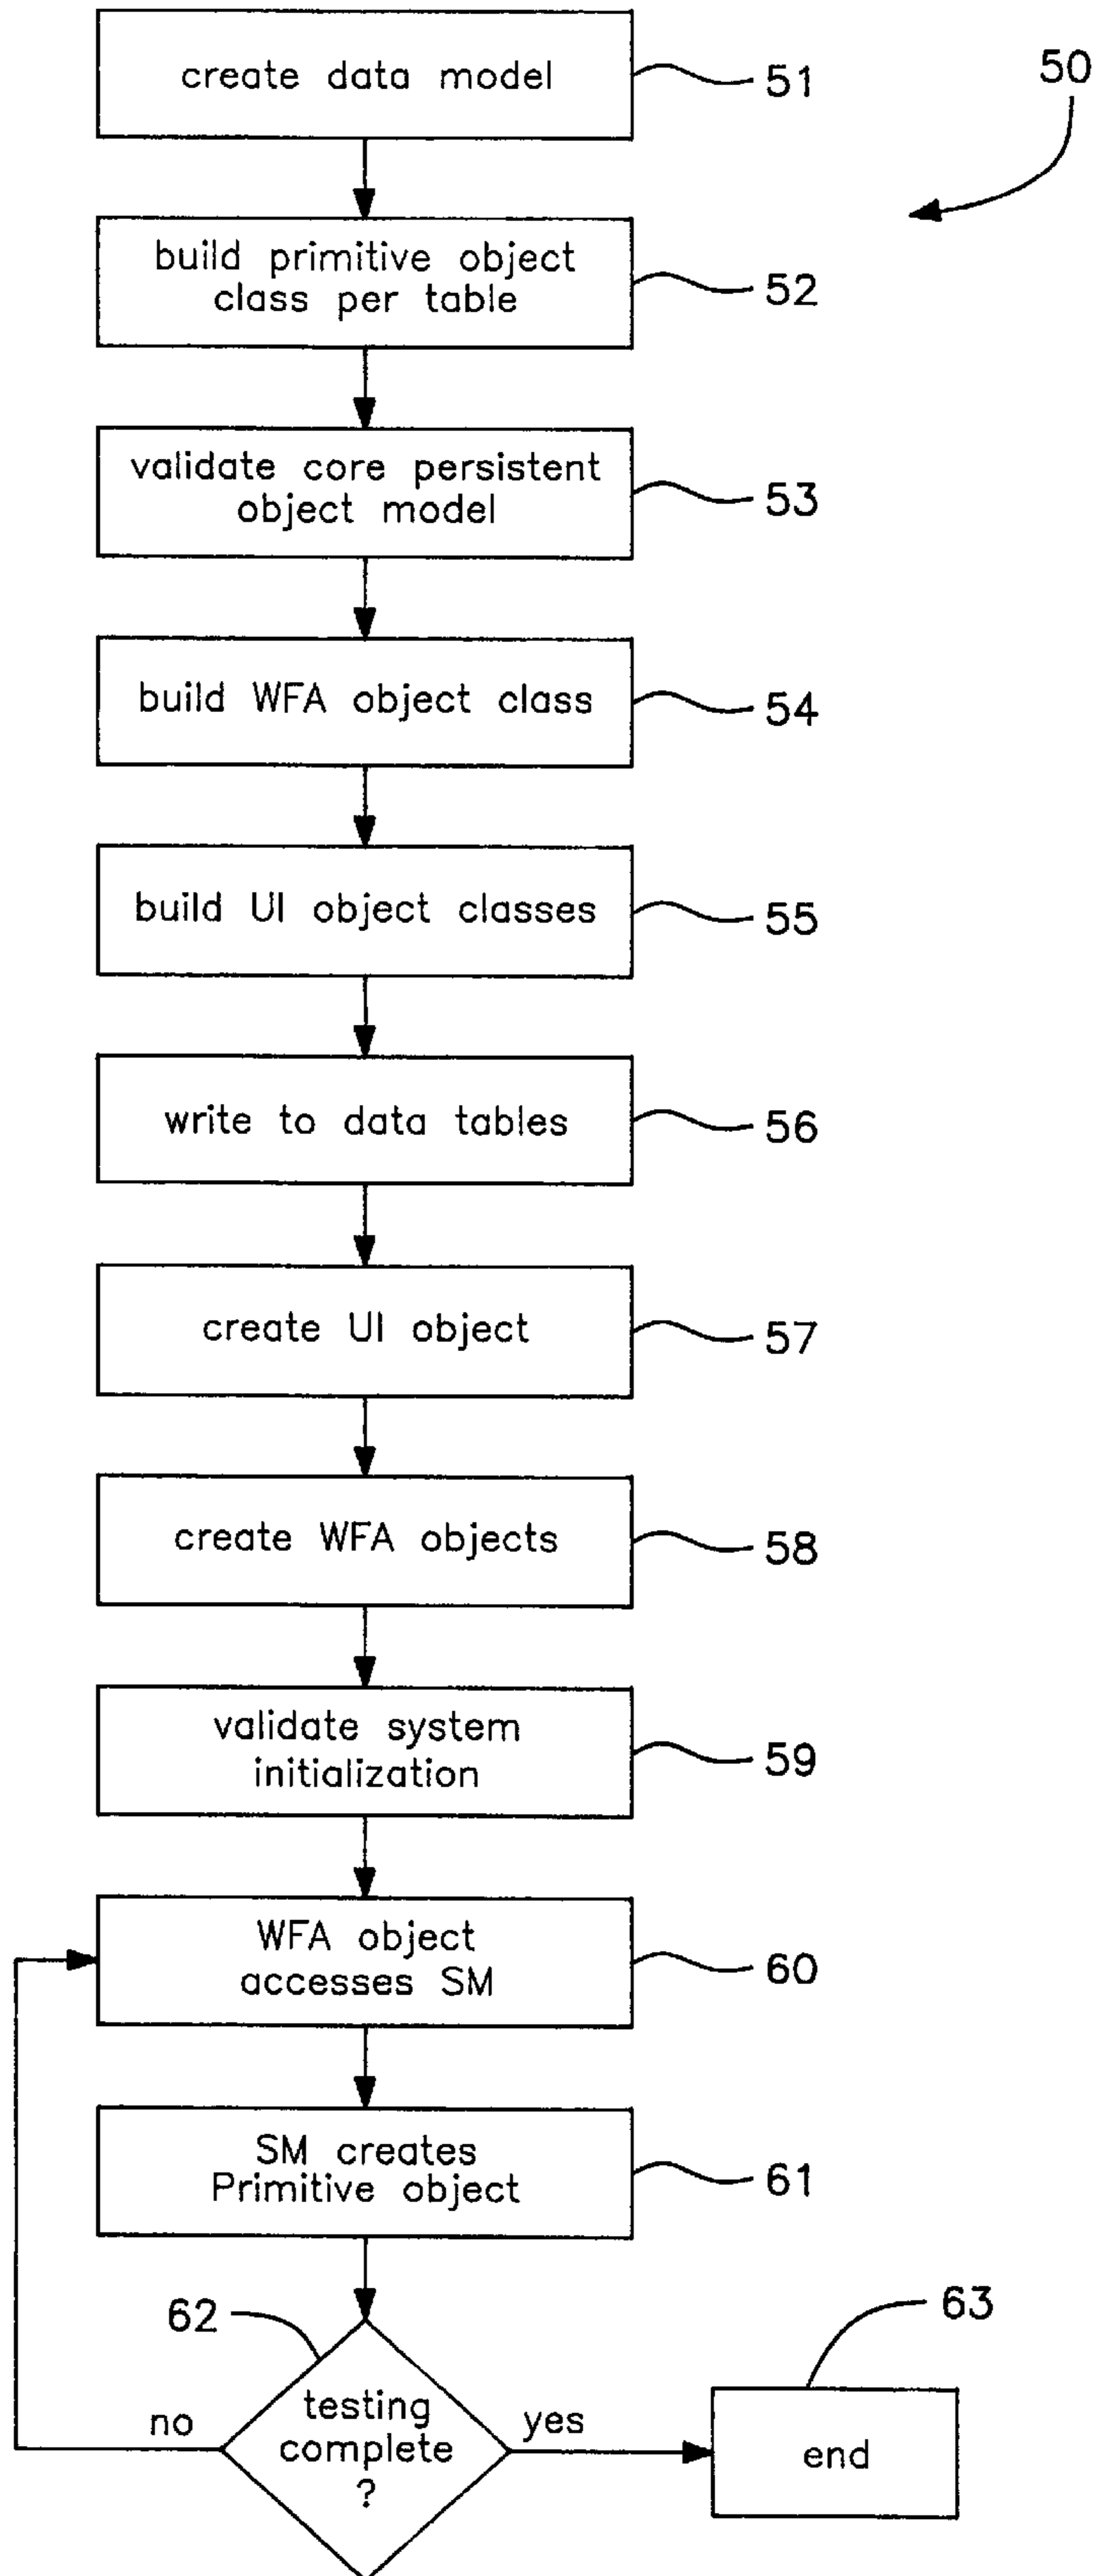 create data model
51
50
build primitive object
class per table
52
validate core persistent
object model
53
build WFA object class
54
build UI object classes
55
write to data tables
56
create UI object
57
create WFA objects
58
validate system
initialization
59
WFA object
accesses SM
60
SM creates
Primitive object
61
62
63
testing
complete
?
no
yes
end